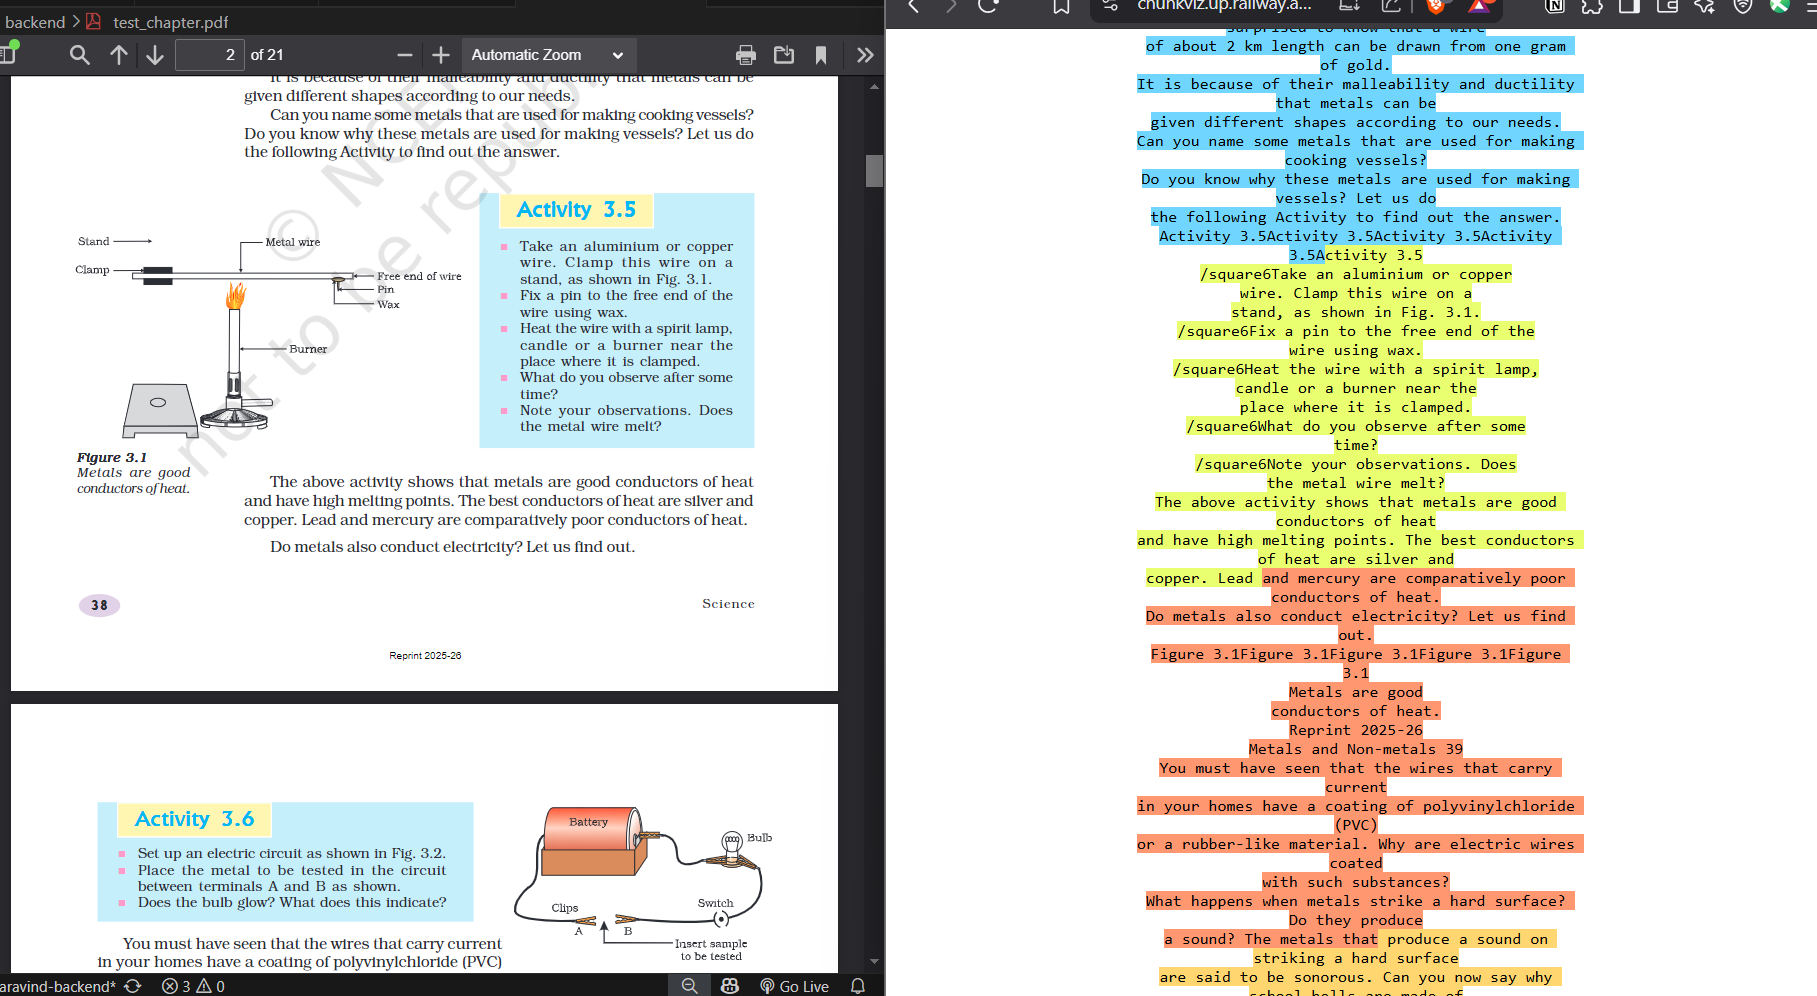 backend > test_chapter.pdf
2 of 21
Automatic Zoom
It is because of their malleability and ductility that metals can be
given different shapes according to our needs.
Can you name some metals that are used for making cooking vessels?
Do you know why these metals are used for making vessels? Let us do
the following Activity to find out the answer.
Activity 3.5
Take an aluminium or copper
wire. Clamp this wire on a
stand, as shown in Fig. 3.1.
Fix a pin to the free end of the
wire using wax.
Heat the wire with a spirit lamp,
candle or a burner near the
place where it is clamped.
What do you observe after some
time?
Note your observations. Does
the metal wire melt?
Stand
Metal wire
Clamp
Free end of wire
Pin
Wax
Burner
Figure 3.1
Metals are good
conductors of heat.
The above activity shows that metals are good conductors of heat
and have high melting points. The best conductors of heat are silver and
copper. Lead and mercury are comparatively poor conductors of heat.
Do metals also conduct electricity? Let us find out.
38
Science
Reprint 2025-26
© NCE
not to be republ
Activity 3.6
Set up an electric circuit as shown in Fig. 3.2.
Place the metal to be tested in the circuit
between terminals A and B as shown.
Does the bulb glow? What does this indicate?
Battery
Bulb
Clips
Switch
A
B
Insert sample
to be tested
You must have seen that the wires that carry current
in your homes have a coating of polyvinylchloride (PVC)
aravind-backend* 3 0 Go Live
chunkviz.up.railway.a...
surprised to know that a wire
of about 2 km length can be drawn from one gram
of gold.
It is because of their malleability and ductility
that metals can be
given different shapes according to our needs.
Can you name some metals that are used for making
cooking vessels?
Do you know why these metals are used for making
vessels? Let us do
the following Activity to find out the answer.
Activity 3.5Activity 3.5Activity 3.5Activity
3.5Activity 3.5
/square6Take an aluminium or copper
wire. Clamp this wire on a
stand, as shown in Fig. 3.1.
/square6Fix a pin to the free end of the
wire using wax.
/square6Heat the wire with a spirit lamp,
candle or a burner near the
place where it is clamped.
/square6What do you observe after some
time?
/square6Note your observations. Does
the metal wire melt?
The above activity shows that metals are good
conductors of heat
and have high melting points. The best conductors
of heat are silver and
copper. Lead and mercury are comparatively poor
conductors of heat.
Do metals also conduct electricity? Let us find
out.
Figure 3.1Figure 3.1Figure 3.1Figure 3.1Figure
3.1
Metals are good
conductors of heat.
Reprint 2025-26
Metals and Non-metals 39
You must have seen that the wires that carry
current
in your homes have a coating of polyvinylchloride
(PVC)
or a rubber-like material. Why are electric wires
coated
with such substances?
What happens when metals strike a hard surface?
Do they produce
a sound? The metals that produce a sound on
striking a hard surface
are said to be sonorous. Can you now say why
school bells are made of